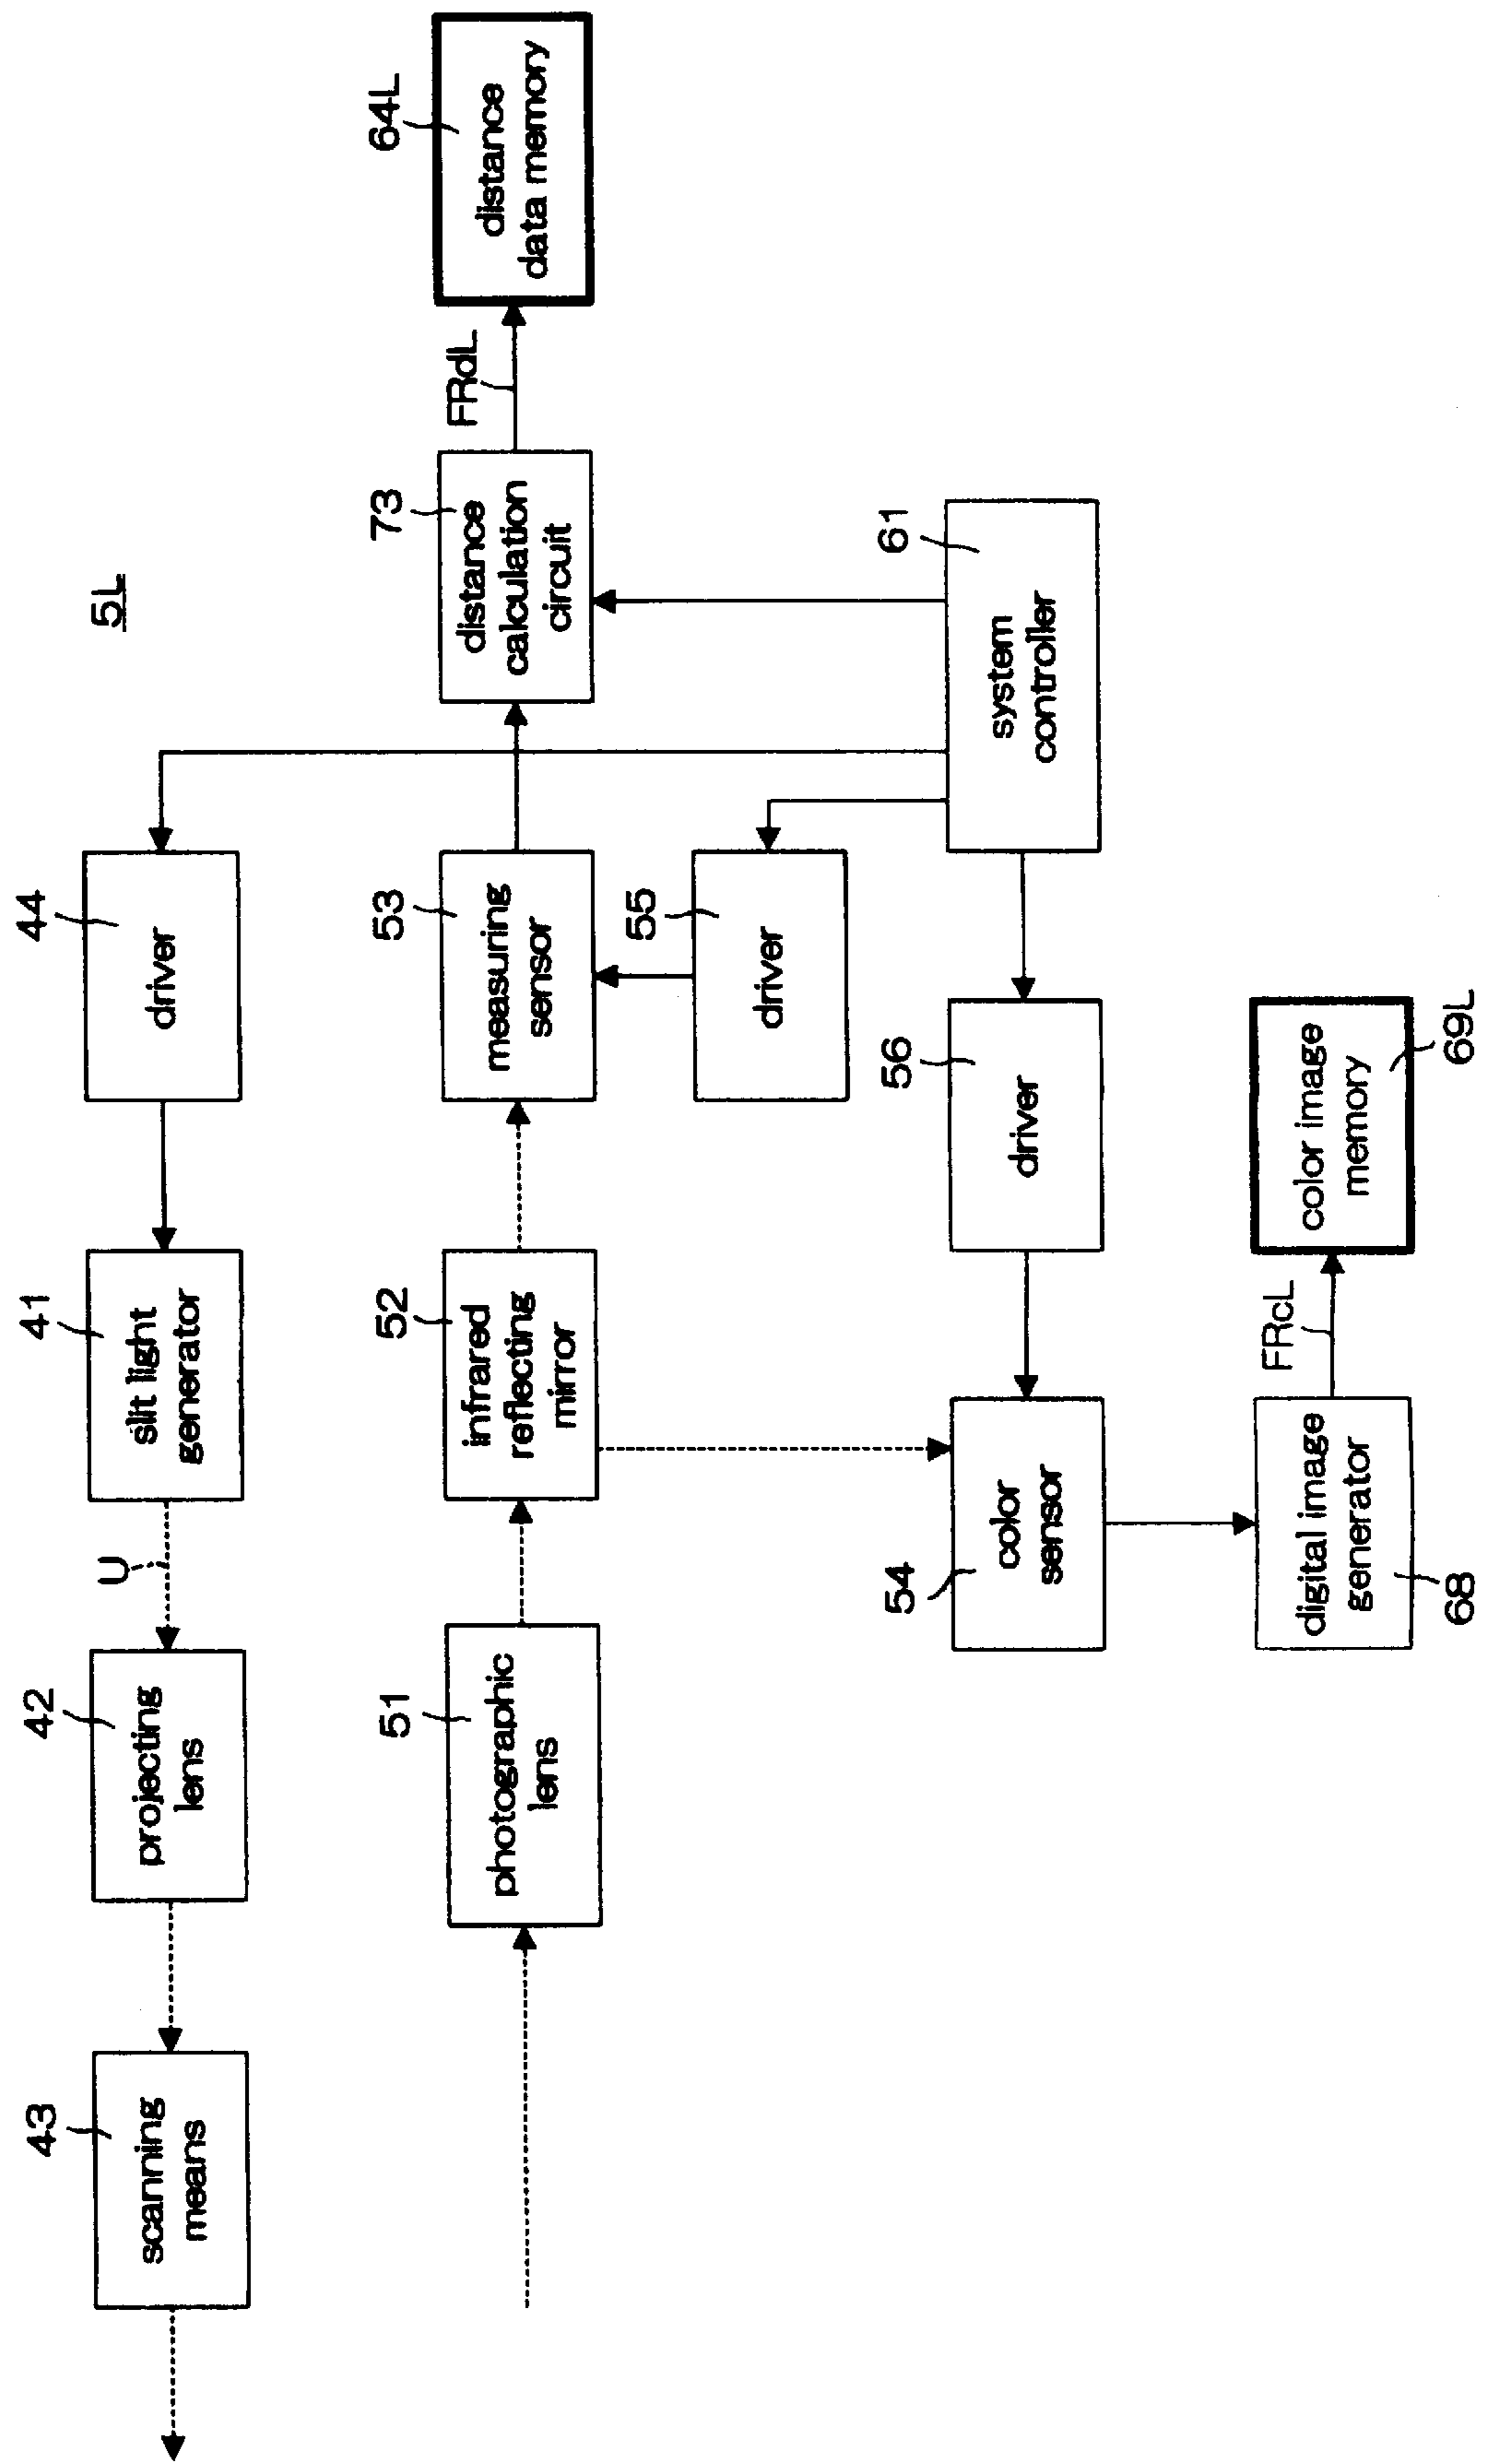 5L
43
scanning
means
42
projecting
lens
U
41
slit light
generator
44
driver
51
photographic
lens
52
infrared
reflecting
mirror
53
measuring
sensor
73
distance
calculation
circuit
FRdL
64L
distance
data memory
55
driver
54
color
sensor
56
driver
61
system
controller
digital image
generator
68
FRcL
color image
memory
69L